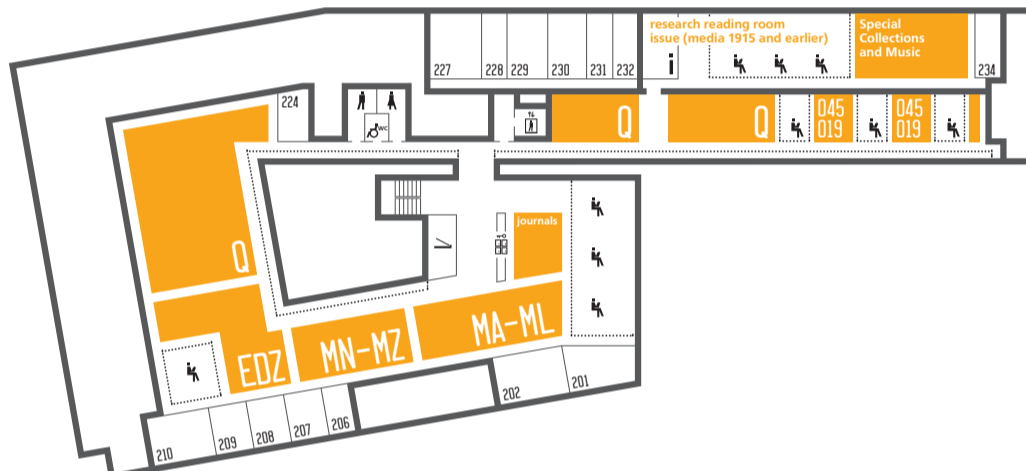 research reading room
issue (media 1915 and earlier)
Special
Collections
and Music
227
228
229
230
231
232
i
234
224
WC
Q
Q
045
019
045
019
Q
journals
MA-ML
MN-MZ
EDZ
201
202
206
207
208
209
210